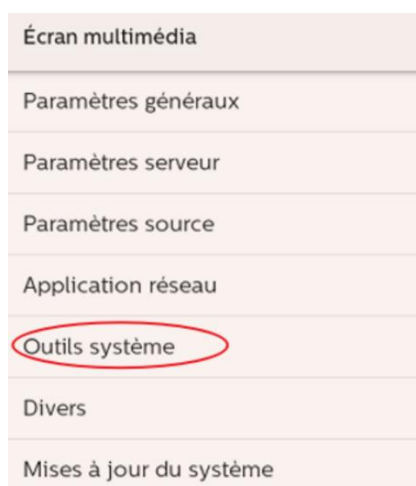 Écran multimédia
Paramètres généraux
Paramètres serveur
Paramètres source
Application réseau
Outils système
Divers
Mises à jour du système